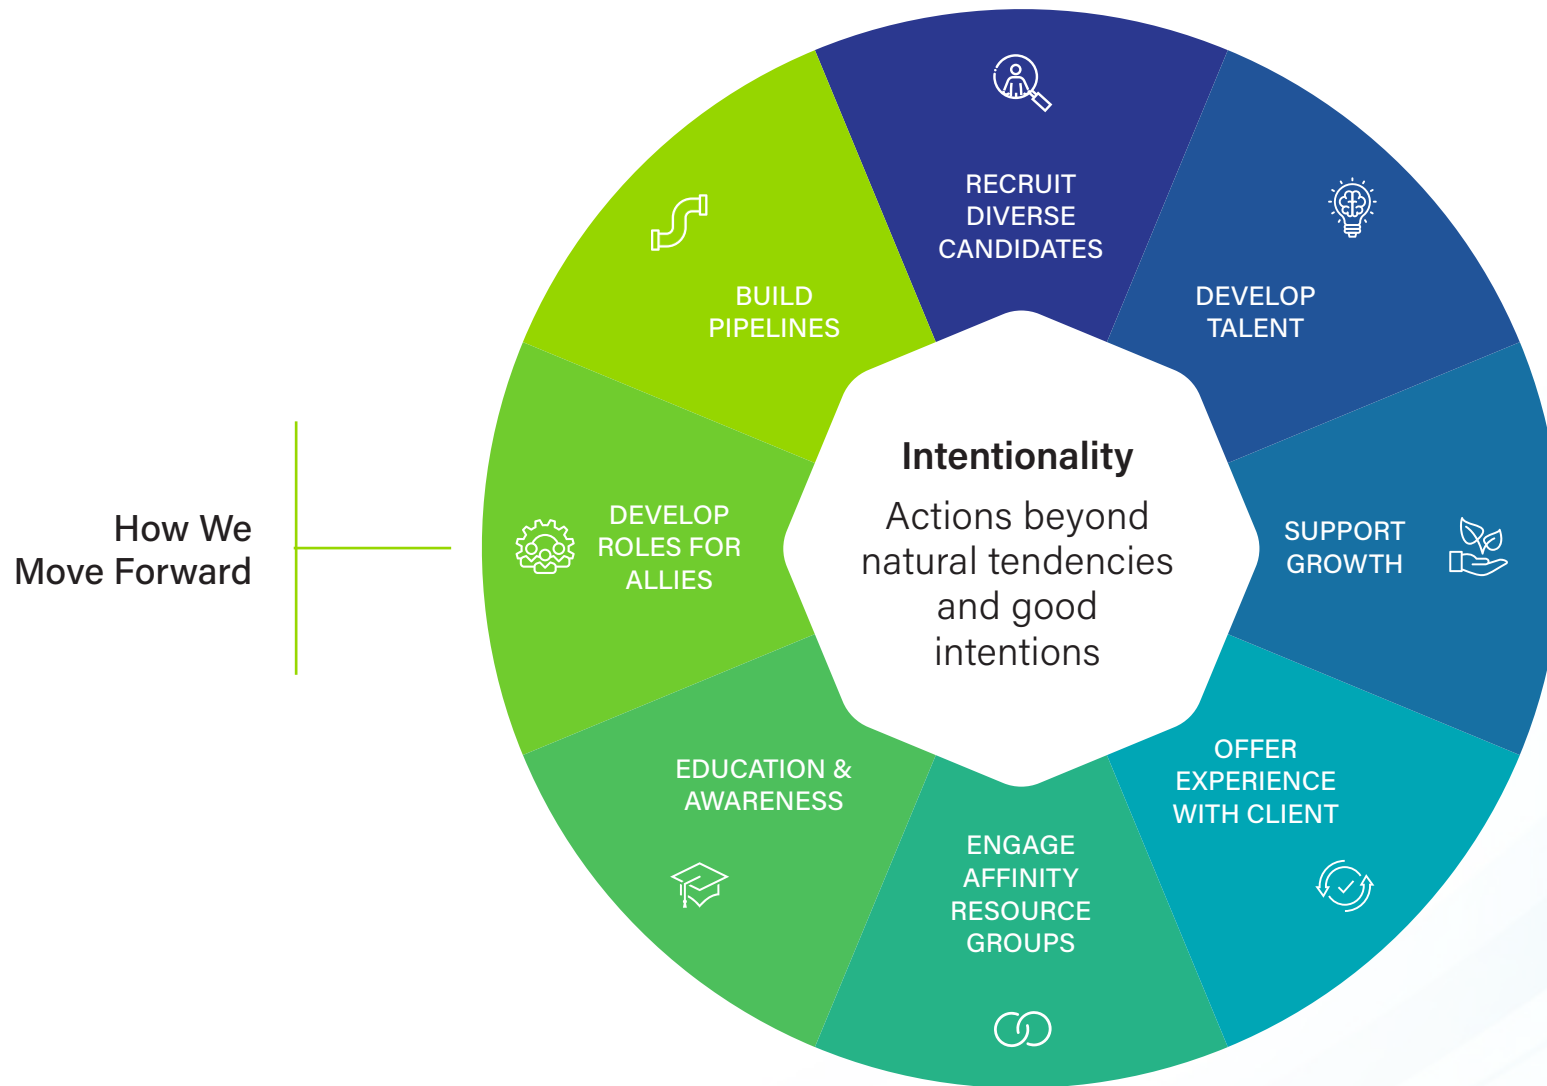 How We
Move Forward
RECRUIT
DIVERSE
CANDIDATES
DEVELOP
TALENT
SUPPORT
GROWTH
OFFER
EXPERIENCE
WITH CLIENT
ENGAGE
AFFINITY
RESOURCE
GROUPS
EDUCATION &
AWARENESS
DEVELOP
ROLES FOR
ALLIES
BUILD
PIPELINES
Intentionality
Actions beyond
natural tendencies
and good
intentions